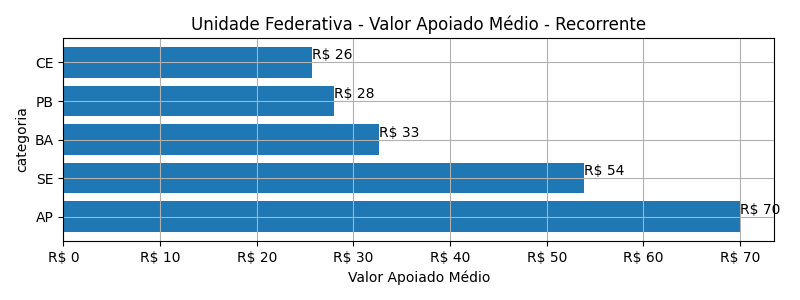 Unidade Federativa - Valor Apoiado Médio - Recorrente
categoria
CE
R$ 26
PB
R$ 28
BA
R$ 33
SE
R$ 54
AP
R$ 70
R$ 0
R$ 10
R$ 20
R$ 30
R$ 40
R$ 50
R$ 60
R$ 70
Valor Apoiado Médio